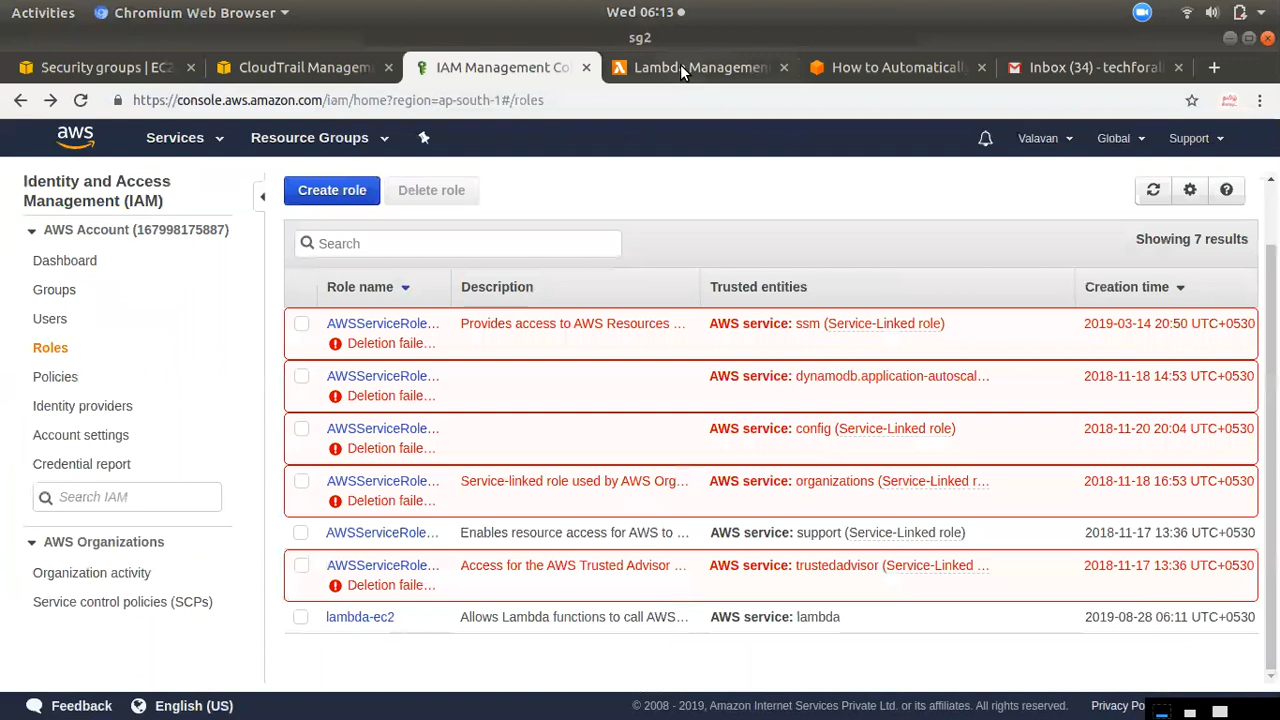 Activities Chromium Web Browser Wed 06:13
sg2
Security groups | EC2 CloudTrail Managem IAM Management Co Lambda Managemen How to Automaticall Inbox (34) - techforall
https://console.aws.amazon.com/iam/home?region=ap-south-1#/roles
aws Services Resource Groups Valavan Global Support
Identity and Access
Management (IAM)
AWS Account (167998175887)
Dashboard
Groups
Users
Roles
Policies
Identity providers
Account settings
Credential report
Search IAM
AWS Organizations
Organization activity
Service control policies (SCPs)
Create role Delete role
Search Showing 7 results
Role name Description Trusted entities Creation time
AWSServiceRole… Provides access to AWS Resources … AWS service: ssm (Service-Linked role) 2019-03-14 20:50 UTC+0530
Deletion faile…
AWSServiceRole… AWS service: dynamodb.application-autoscal… 2018-11-18 14:53 UTC+0530
Deletion faile…
AWSServiceRole… AWS service: config (Service-Linked role) 2018-11-20 20:04 UTC+0530
Deletion faile…
AWSServiceRole… Service-linked role used by AWS Org… AWS service: organizations (Service-Linked r… 2018-11-18 16:53 UTC+0530
Deletion faile…
AWSServiceRole… Enables resource access for AWS to … AWS service: support (Service-Linked role) 2018-11-17 13:36 UTC+0530
AWSServiceRole… Access for the AWS Trusted Advisor … AWS service: trustedadvisor (Service-Linked … 2018-11-17 13:36 UTC+0530
Deletion faile…
lambda-ec2 Allows Lambda functions to call AWS… AWS service: lambda 2019-08-28 06:11 UTC+0530
Feedback English (US) © 2008 - 2019, Amazon Internet Services Private Ltd. or its affiliates. All rights reserved. Privacy Po